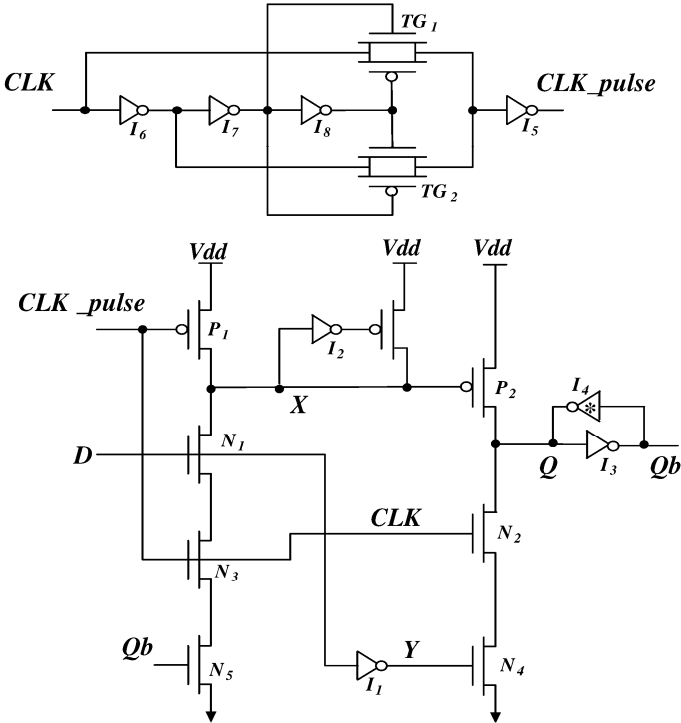 TG1
CLK
CLK_pulse
I6
I7
I8
I5
TG2
Vdd
Vdd
Vdd
CLK _pulse
P1
I2
P2
I4
*
X
I3
Q
Qb
D
N1
CLK
N2
N3
Qb
N5
Y
I1
N4